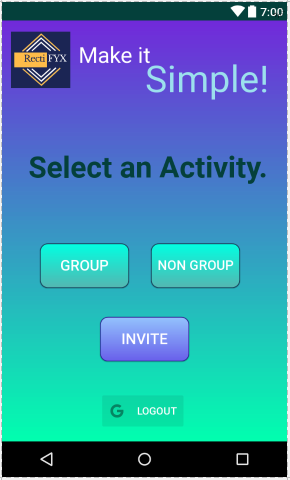 7:00
Recti FYX
Make it
Simple!
Select an Activity.
GROUP
NON GROUP
INVITE
G LOGOUT